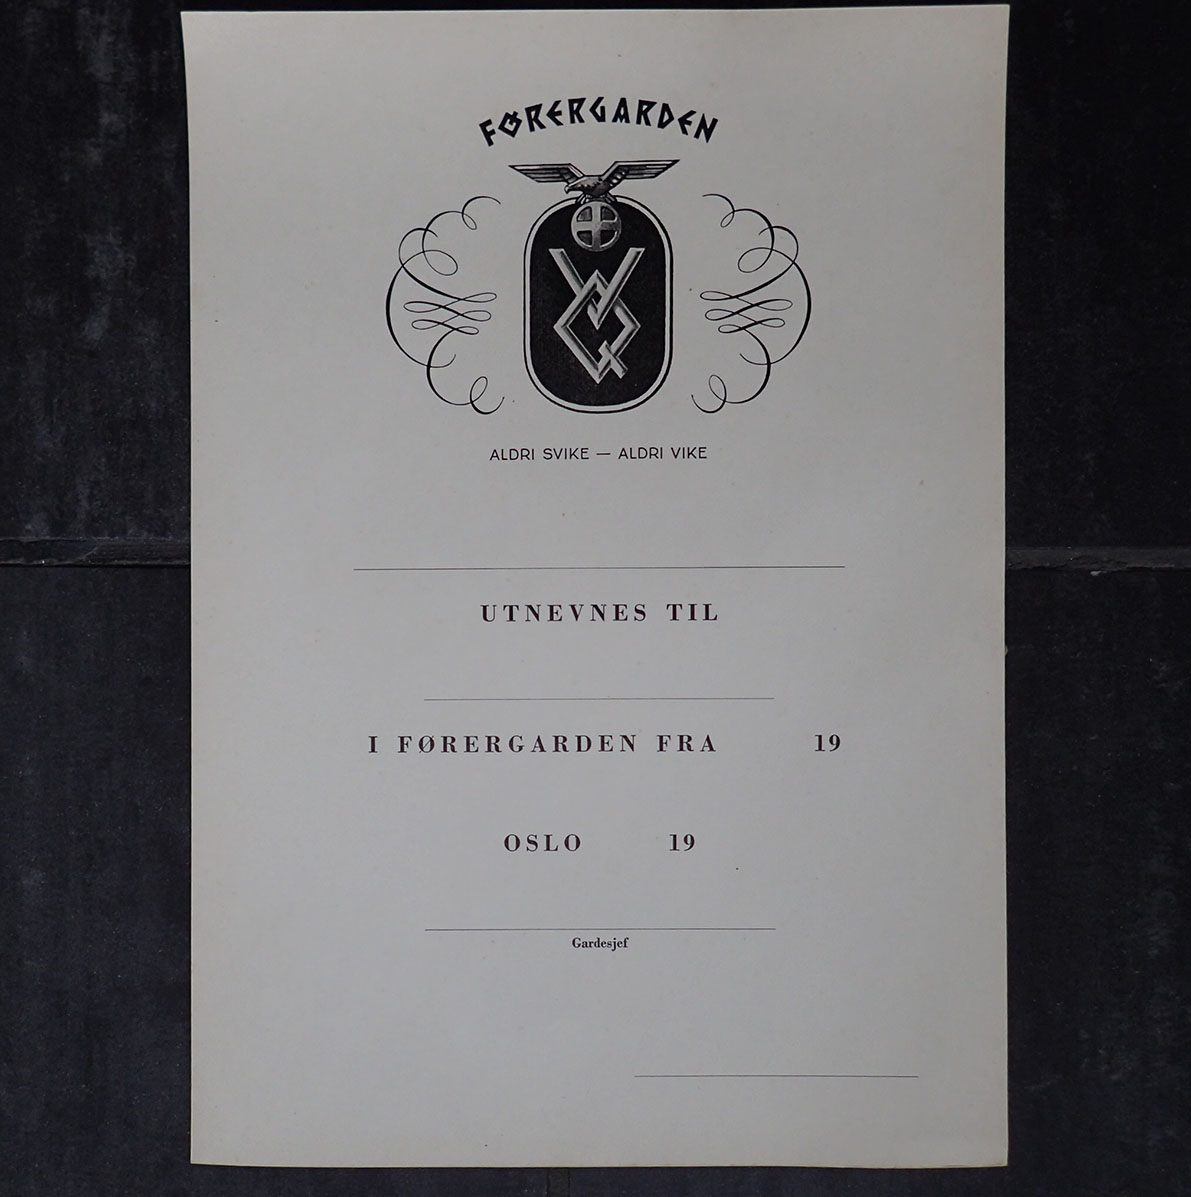 FØRERGARDEN
ALDRI SVIKE — ALDRI VIKE
UTNEVNES TIL
I FØRERGARDEN FRA 19
OSLO 19
Gardesjef